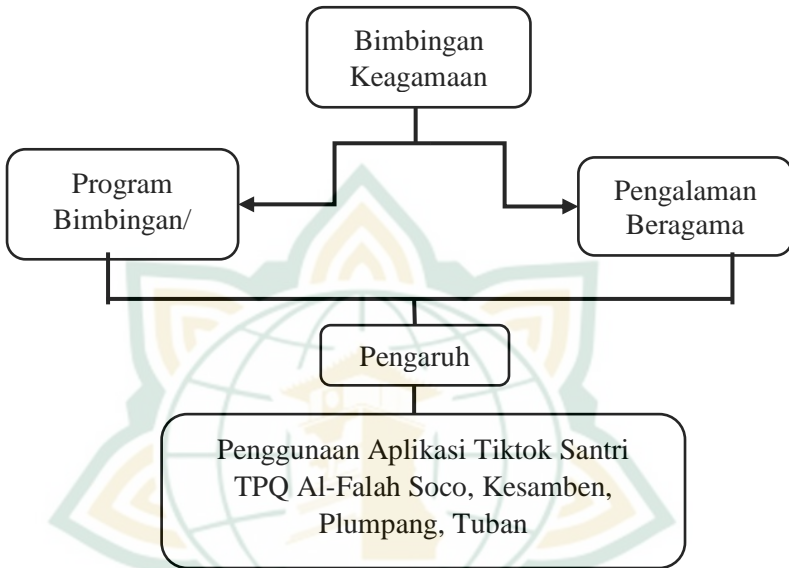 Bimbingan
Keagamaan
Program
Bimbingan/
Pengalaman
Beragama
Pengaruh
Penggunaan Aplikasi Tiktok Santri
TPQ Al-Falah Soco, Kesamben,
Plumpang, Tuban